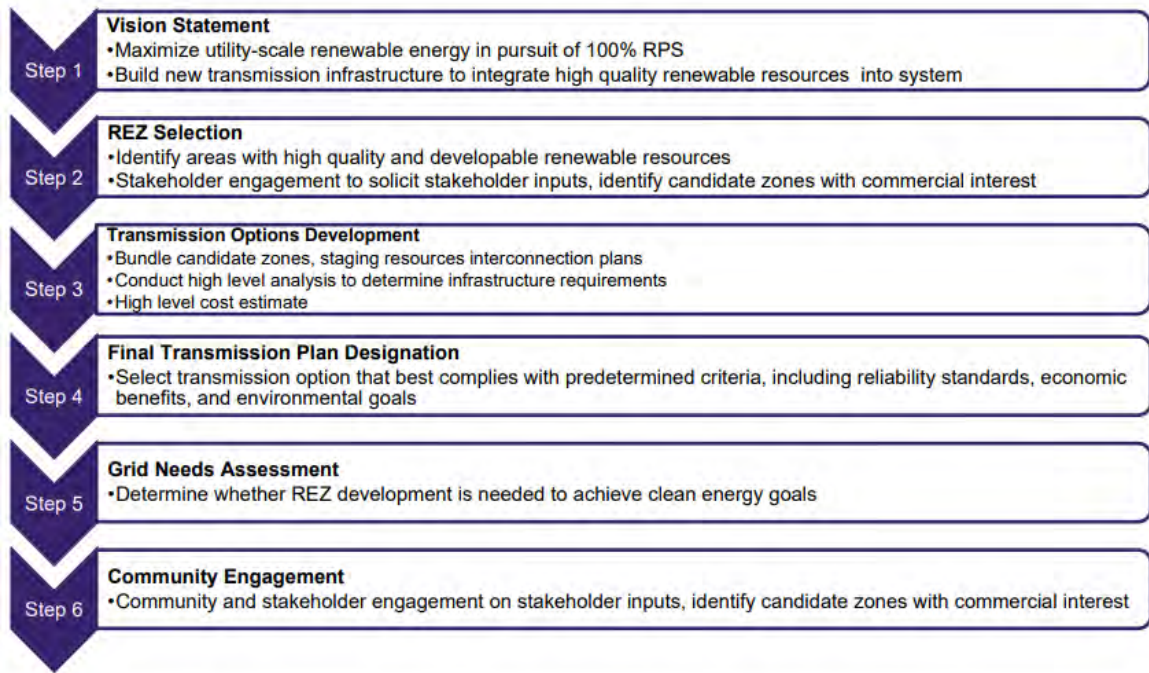 Step 1
Vision Statement
•Maximize utility-scale renewable energy in pursuit of 100% RPS
•Build new transmission infrastructure to integrate high quality renewable resources into system
Step 2
REZ Selection
•Identify areas with high quality and developable renewable resources
•Stakeholder engagement to solicit stakeholder inputs, identify candidate zones with commercial interest
Step 3
Transmission Options Development
•Bundle candidate zones, staging resources interconnection plans
•Conduct high level analysis to determine infrastructure requirements
•High level cost estimate
Step 4
Final Transmission Plan Designation
•Select transmission option that best complies with predetermined criteria, including reliability standards, economic
benefits, and environmental goals
Step 5
Grid Needs Assessment
•Determine whether REZ development is needed to achieve clean energy goals
Step 6
Community Engagement
•Community and stakeholder engagement on stakeholder inputs, identify candidate zones with commercial interest